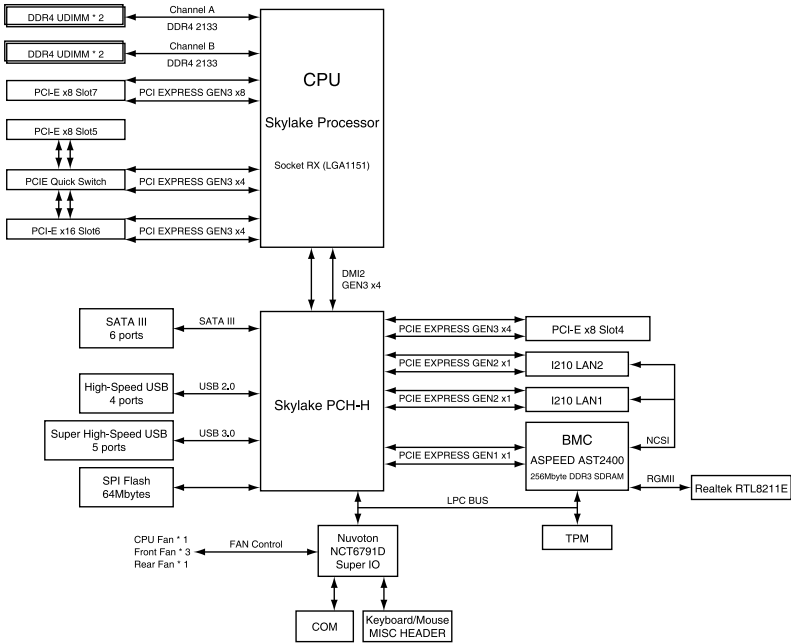 DDR4 UDIMM * 2
Channel A
DDR4 2133
DDR4 UDIMM * 2
Channel B
DDR4 2133
PCI-E x8 Slot7
PCI EXPRESS GEN3 x8
PCI-E x8 Slot5
PCIE Quick Switch
PCI EXPRESS GEN3 x4
PCI-E x16 Slot6
PCI EXPRESS GEN3 x4
CPU
Skylake Processor
Socket RX (LGA1151)
DMI2
GEN3 x4
SATA III
6 ports
SATA III
High-Speed USB
4 ports
USB 2.0
Super High-Speed USB
5 ports
USB 3.0
SPI Flash
64Mbytes
Skylake PCH-H
PCIE EXPRESS GEN3 x4
PCI-E x8 Slot4
PCIE EXPRESS GEN2 x1
I210 LAN2
PCIE EXPRESS GEN2 x1
I210 LAN1
PCIE EXPRESS GEN1 x1
BMC
ASPEED AST2400
256Mbyte DDR3 SDRAM
NCSI
RGMII
Realtek RTL8211E
LPC BUS
TPM
CPU Fan * 1
Front Fan * 3
Rear Fan * 1
FAN Control
Nuvoton
NCT6791D
Super IO
COM
Keyboard/Mouse
MISC HEADER